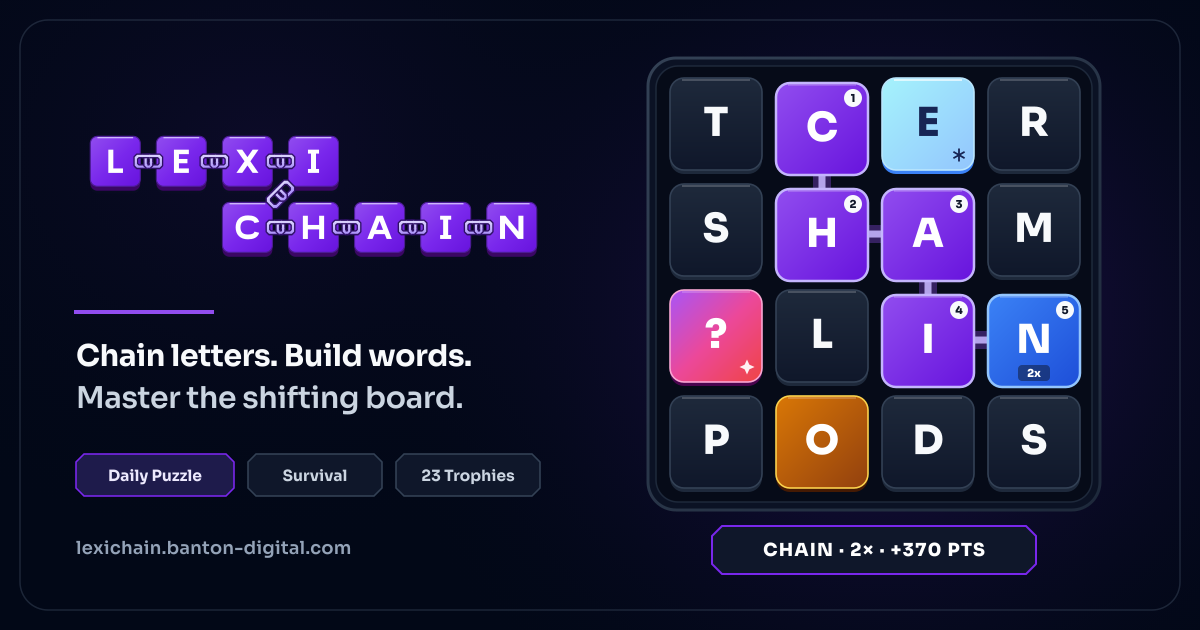 LEXI
CHAIN
Chain letters. Build words.
Master the shifting board.
Daily Puzzle
Survival
23 Trophies
lexichain.banton-digital.com
T C 1 E * R
S H 2 A 3 M
? L I 4 N 5
2x
P O D S
CHAIN · 2× · +370 PTS